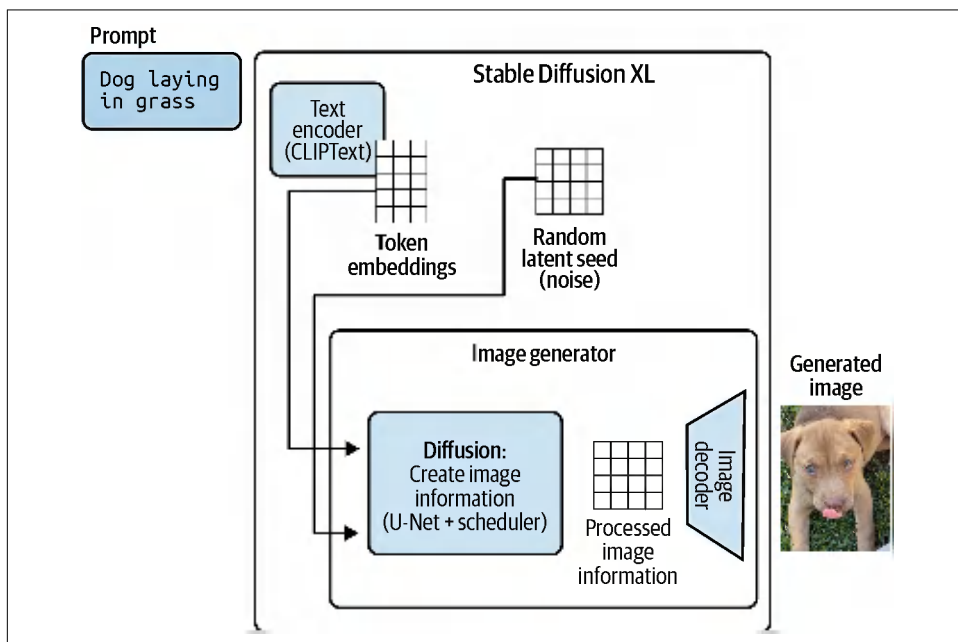 Prompt
Dog laying
in grass
Stable Diffusion XL
Text
encoder
(CLIPText)
Token
embeddings
Random
latent seed
(noise)
Image generator
Diffusion:
Create image
information
(U-Net + scheduler)
Processed
image
information
Image
decoder
Generated
image